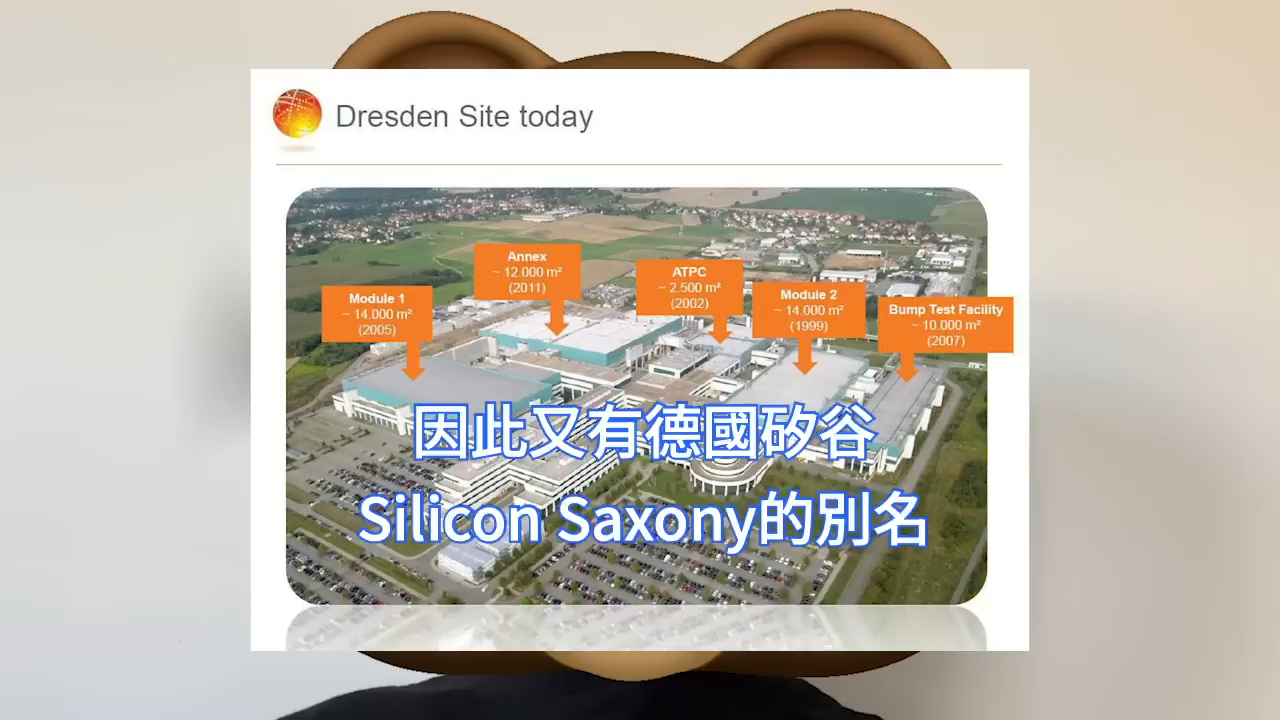 Dresden Site today
Annex
~ 12.000 m²
(2011)
ATPC
~ 2.500 m²
(2002)
Module 1
~ 14.000 m²
(2005)
Module 2
~ 14.000 m²
(1999)
Bump Test Facility
~ 10.000 m²
(2007)
因此又有德國矽谷
Silicon Saxony的別名